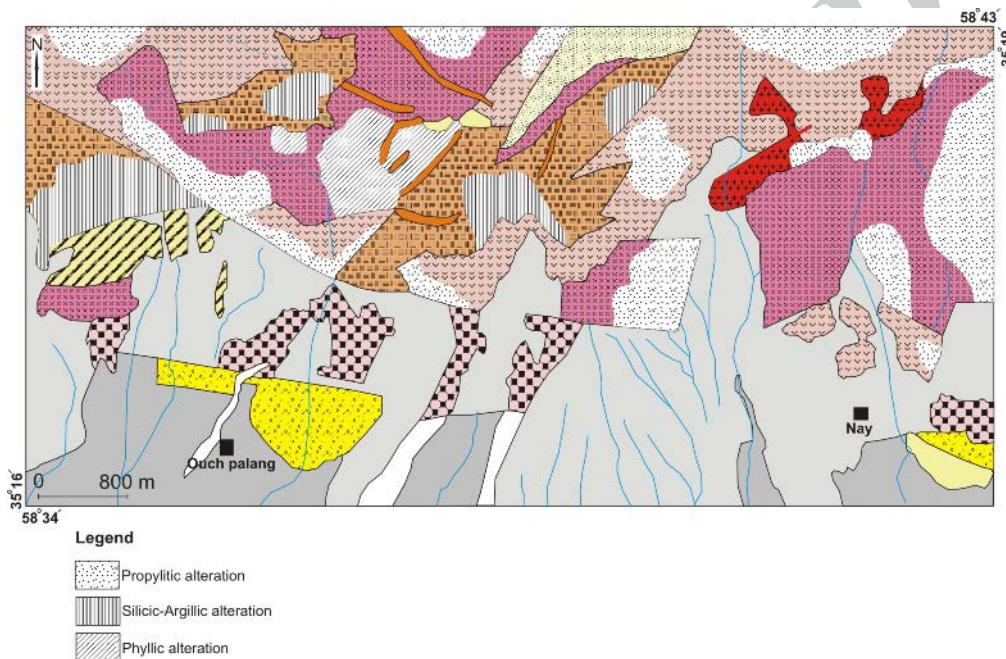 58°43'
N
Ouch palang
Nay
0 800 m
35°16'
58°34'
Legend
Propylitic alteration
Silicic-Argillic alteration
Phyllic alteration